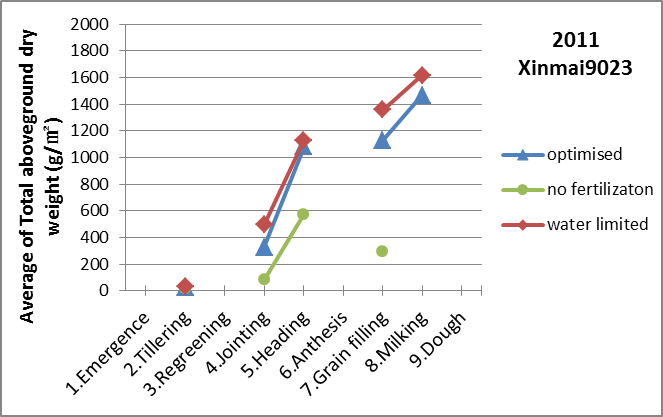 2000
1800
1600
1400
1200
1000
800
600
400
200
0
Average of Total aboveground dry
weight (g/㎡)
1.Emergence
2.Tillering
3.Regreening
4.Jointing
5.Heading
6.Anthesis
7.Grain filling
8.Milking
9.Dough
2011
Xinmai9023
optimised
no fertilizaton
water limited